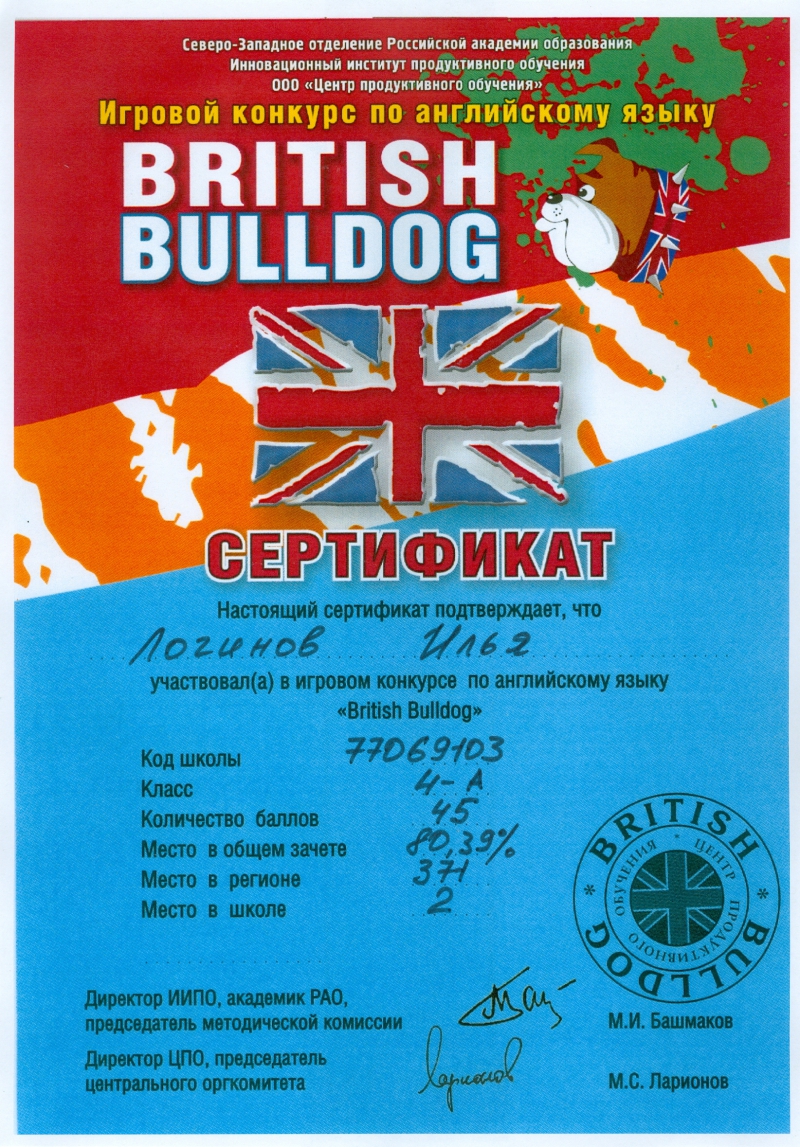 Северо-Западное отделение Российской академии образования
Инновационный институт продуктивного обучения
ООО «Центр продуктивного обучения»
Игровой конкурс по английскому языку
BRITISH
BULLDOG
СЕРТИФИКАТ
Настоящий сертификат подтверждает, что
Логинов Илья
участвовал(а) в игровом конкурсе по английскому языку
«British Bulldog»
Код школы 77069103
Класс 4-А
Количество баллов 45
Место в общем зачете 80,39%
Место в регионе 371
Место в школе 2
* BRITISH * BULLDOG
* ЦЕНТР ПРОДУКТИВНОГО ОБУЧЕНИЯ
Директор ИИПО, академик РАО,
председатель методической комиссии М.И. Башмаков
Директор ЦПО, председатель
центрального оргкомитета Ларионов М.С. Ларионов